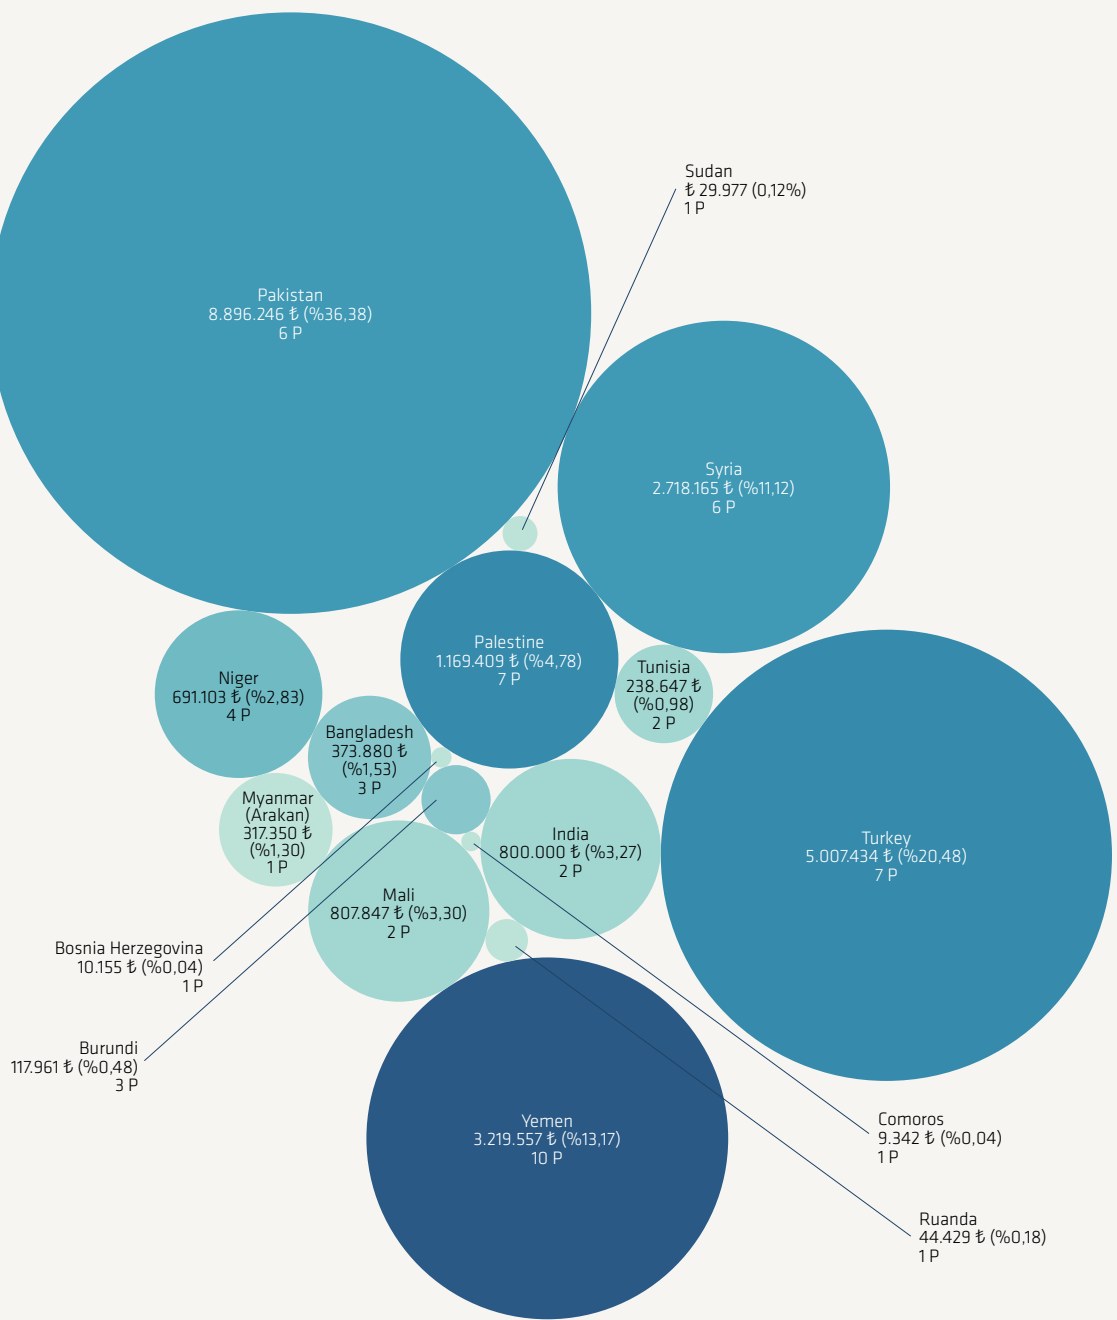 Sudan
₺ 29.977 (0,12%)
1 P
Pakistan
8.896.246 ₺ (%36,38)
6 P
Syria
2.718.165 ₺ (%11,12)
6 P
Palestine
1.169.409 ₺ (%4,78)
7 P
Tunisia
238.647 ₺
(%0,98)
2 P
Niger
691.103 ₺ (%2,83)
4 P
Bangladesh
373.880 ₺
(%1,53)
3 P
Myanmar
(Arakan)
317.350 ₺
(%1,30)
1 P
India
800.000 ₺ (%3,27)
2 P
Turkey
5.007.434 ₺ (%20,48)
7 P
Mali
807.847 ₺ (%3,30)
2 P
Bosnia Herzegovina
10.155 ₺ (%0,04)
1 P
Burundi
117.961 ₺ (%0,48)
3 P
Yemen
3.219.557 ₺ (%13,17)
10 P
Comoros
9.342 ₺ (%0,04)
1 P
Ruanda
44.429 ₺ (%0,18)
1 P